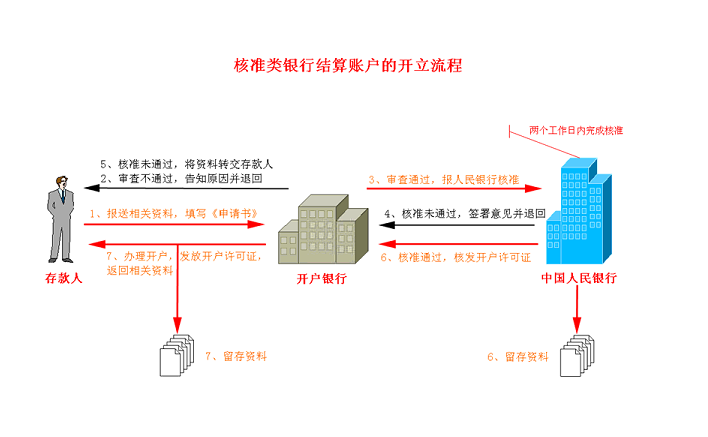 核准类银行结算账户的开立流程
两个工作日内完成核准
5、核准未通过，将资料转交存款人
2、审查不通过，告知原因并退回
3、审查通过，报人民银行核准
1、报送相关资料，填写《申请书》
4、核准未通过，签署意见并退回
7、办理开户，发放开户许可证，
返回相关资料
6、核准通过，核发开户许可证
存款人
开户银行
中国人民银行
7、留存资料
6、留存资料